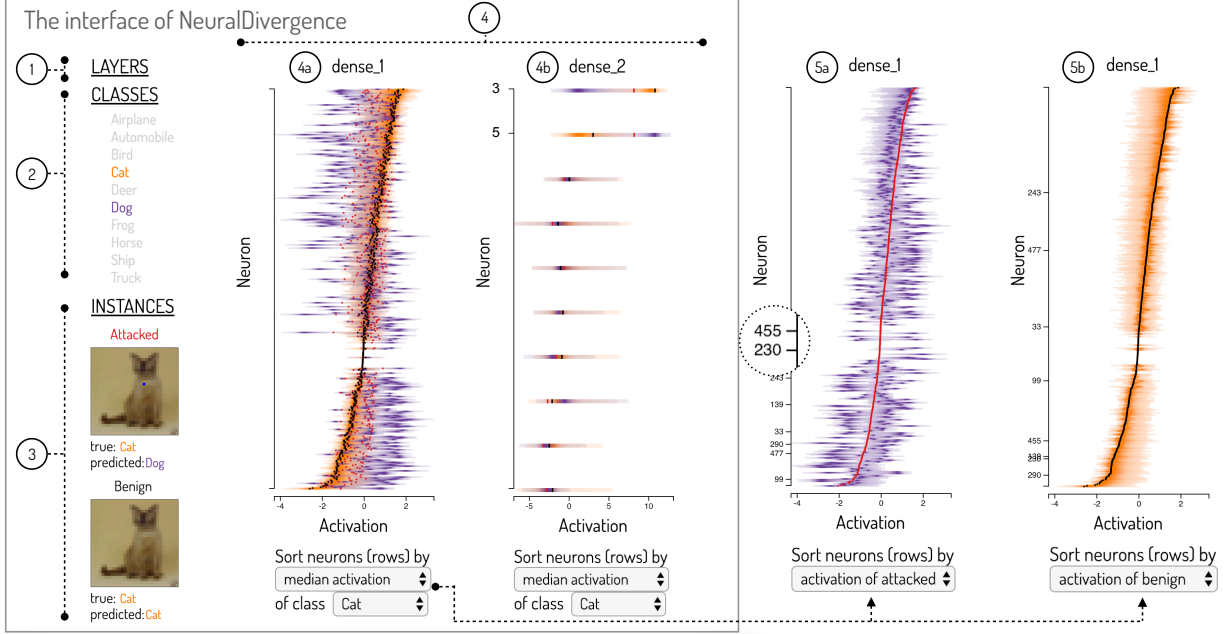 The interface of NeuralDivergence
4
1
LAYERS
2
CLASSES
Airplane
Automobile
Bird
Cat
Deer
Dog
Frog
Horse
Ship
Truck
3
INSTANCES
Attacked
true: Cat
predicted:Dog
Benign
true: Cat
predicted:Cat
4a dense_1
Neuron
-4 -2 0 2
Activation
Sort neurons (rows) by
median activation
of class Cat
4b dense_2
3
5
Neuron
-5 0 5 10
Activation
Sort neurons (rows) by
median activation
of class Cat
5a dense_1
Neuron
455
230
243
139
33
290
477
99
-4 -2 0 2
Activation
Sort neurons (rows) by
activation of attacked
5b dense_1
Neuron
243
477
33
99
455
290
-4 -2 0 2
Activation
Sort neurons (rows) by
activation of benign